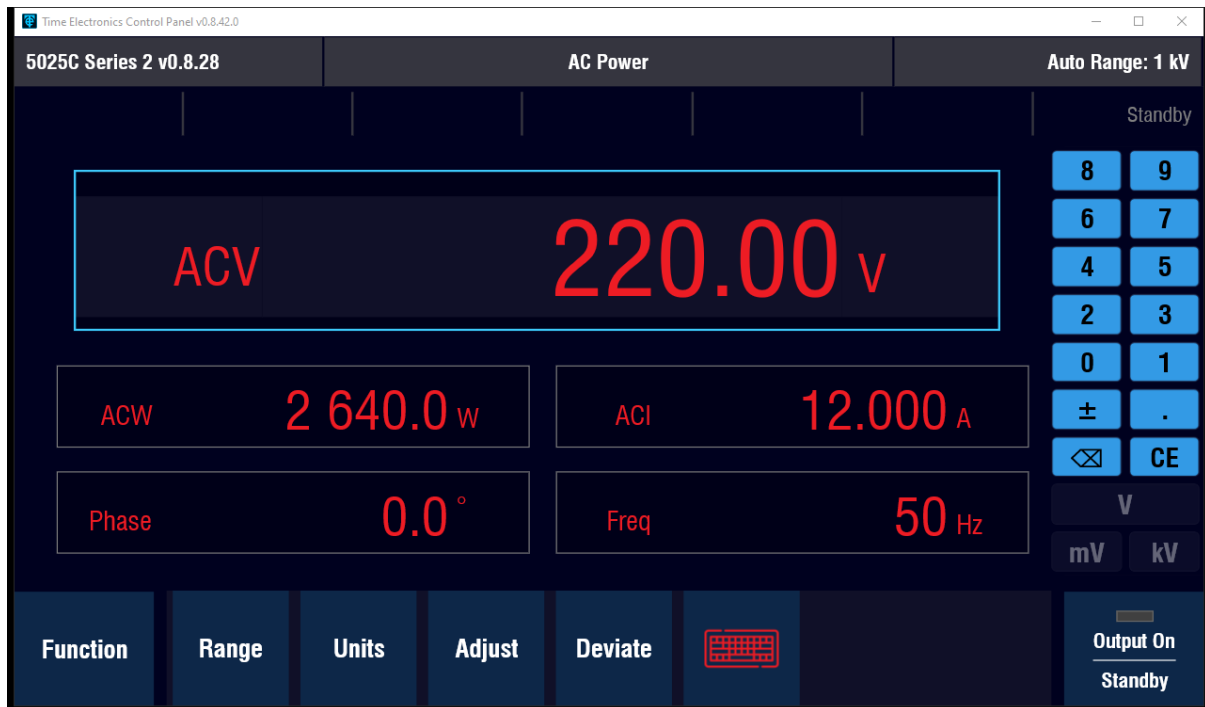 Time Electronics Control Panel v0.8.42.0
5025C Series 2 v0.8.28 AC Power Auto Range: 1 kV
Standby
ACV 220.00 V
ACW 2 640.0 W ACI 12.000 A
Phase 0.0 ° Freq 50 Hz
8 9
6 7
4 5
2 3
0 1
± .
CE
V
mV kV
Function Range Units Adjust Deviate
Output On
Standby